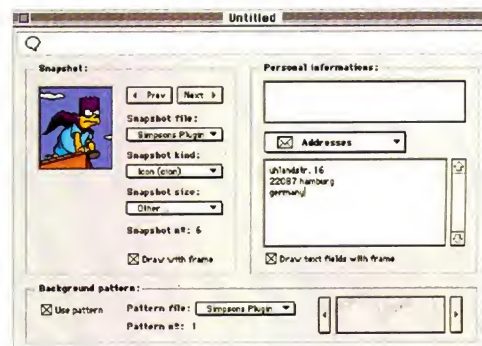 Untitled
Snapshot:
Prev
Next
Snapshot file:
Simpsons Plugin
Snapshot kind:
Icon (cicn)
Snapshot size:
Other...
Snapshot nº: 6
Draw with frame
Personal informations:
Addresses
uhlandstr. 16
22087 hamburg
germany
Draw text fields with frame
Background pattern:
Use pattern
Pattern file:
Simpsons Plugin
Pattern nº: 1